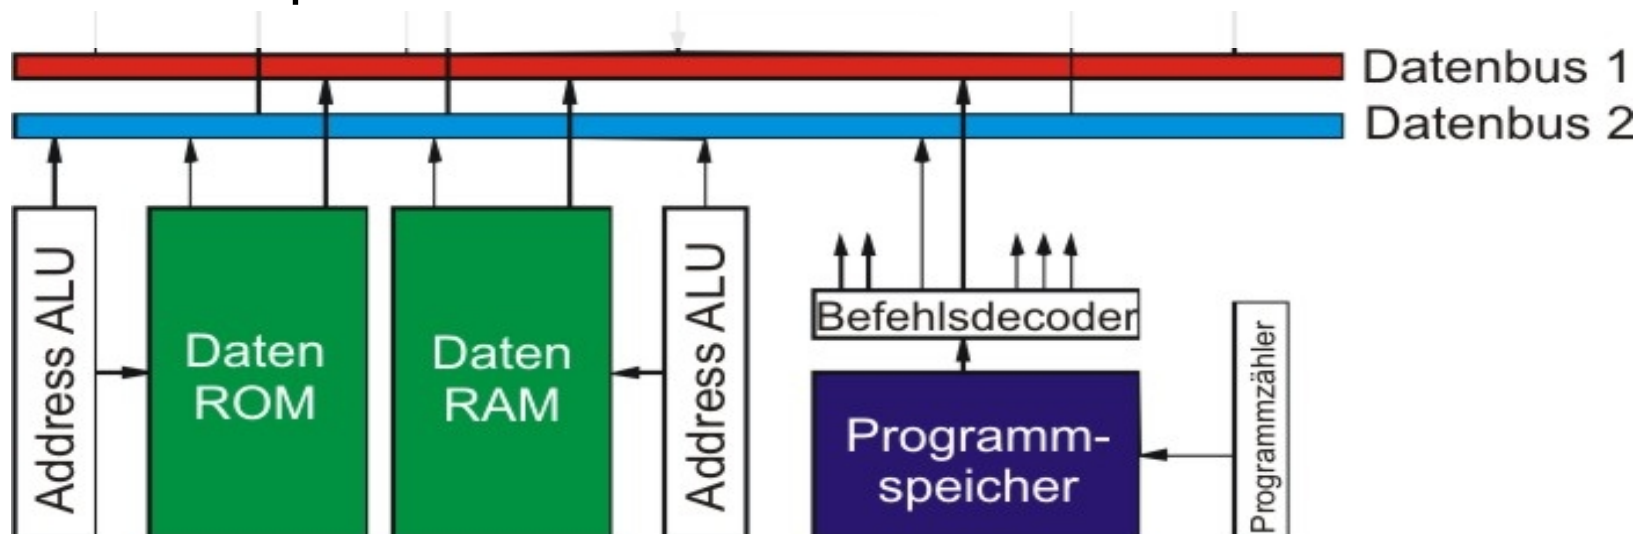 Datenbus 1
Datenbus 2
Address ALU
Daten
ROM
Daten
RAM
Address ALU
Befehlsdecoder
Programm-
speicher
Programmzähler